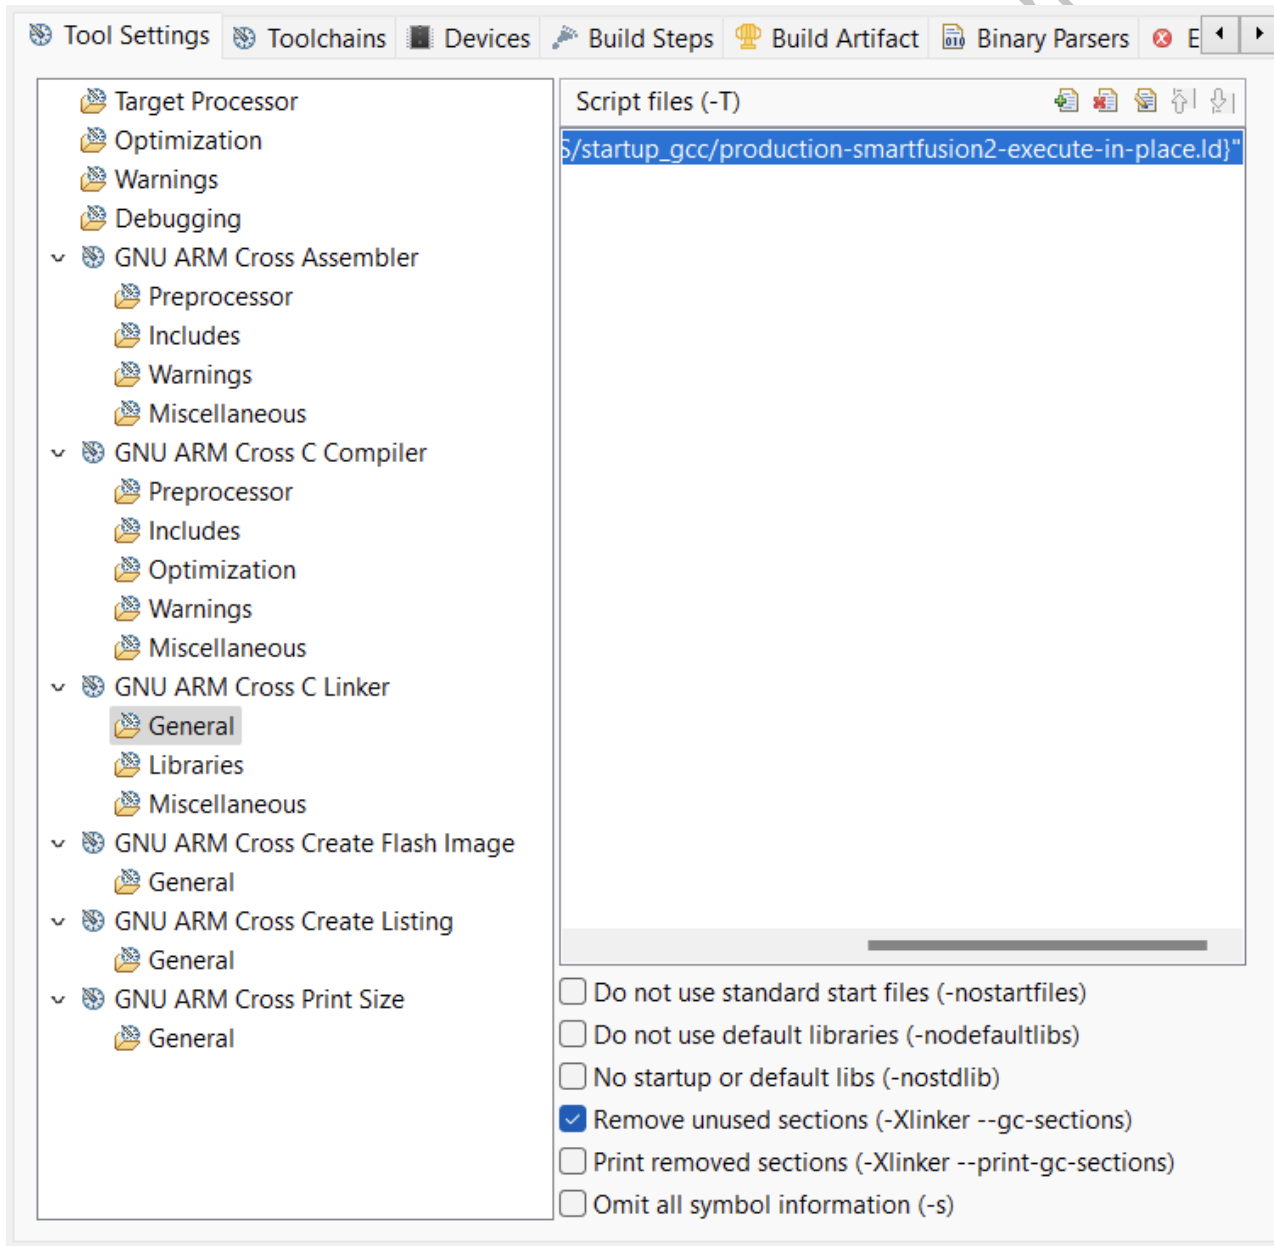 Tool Settings Toolchains Devices Build Steps Build Artifact Binary Parsers E
Target Processor
Optimization
Warnings
Debugging
GNU ARM Cross Assembler
Preprocessor
Includes
Warnings
Miscellaneous
GNU ARM Cross C Compiler
Preprocessor
Includes
Optimization
Warnings
Miscellaneous
GNU ARM Cross C Linker
General
Libraries
Miscellaneous
GNU ARM Cross Create Flash Image
General
GNU ARM Cross Create Listing
General
GNU ARM Cross Print Size
General
Script files (-T)
S/startup_gcc/production-smartfusion2-execute-in-place.ld}"
Do not use standard start files (-nostartfiles)
Do not use default libraries (-nodefaultlibs)
No startup or default libs (-nostdlib)
Remove unused sections (-Xlinker --gc-sections)
Print removed sections (-Xlinker --print-gc-sections)
Omit all symbol information (-s)